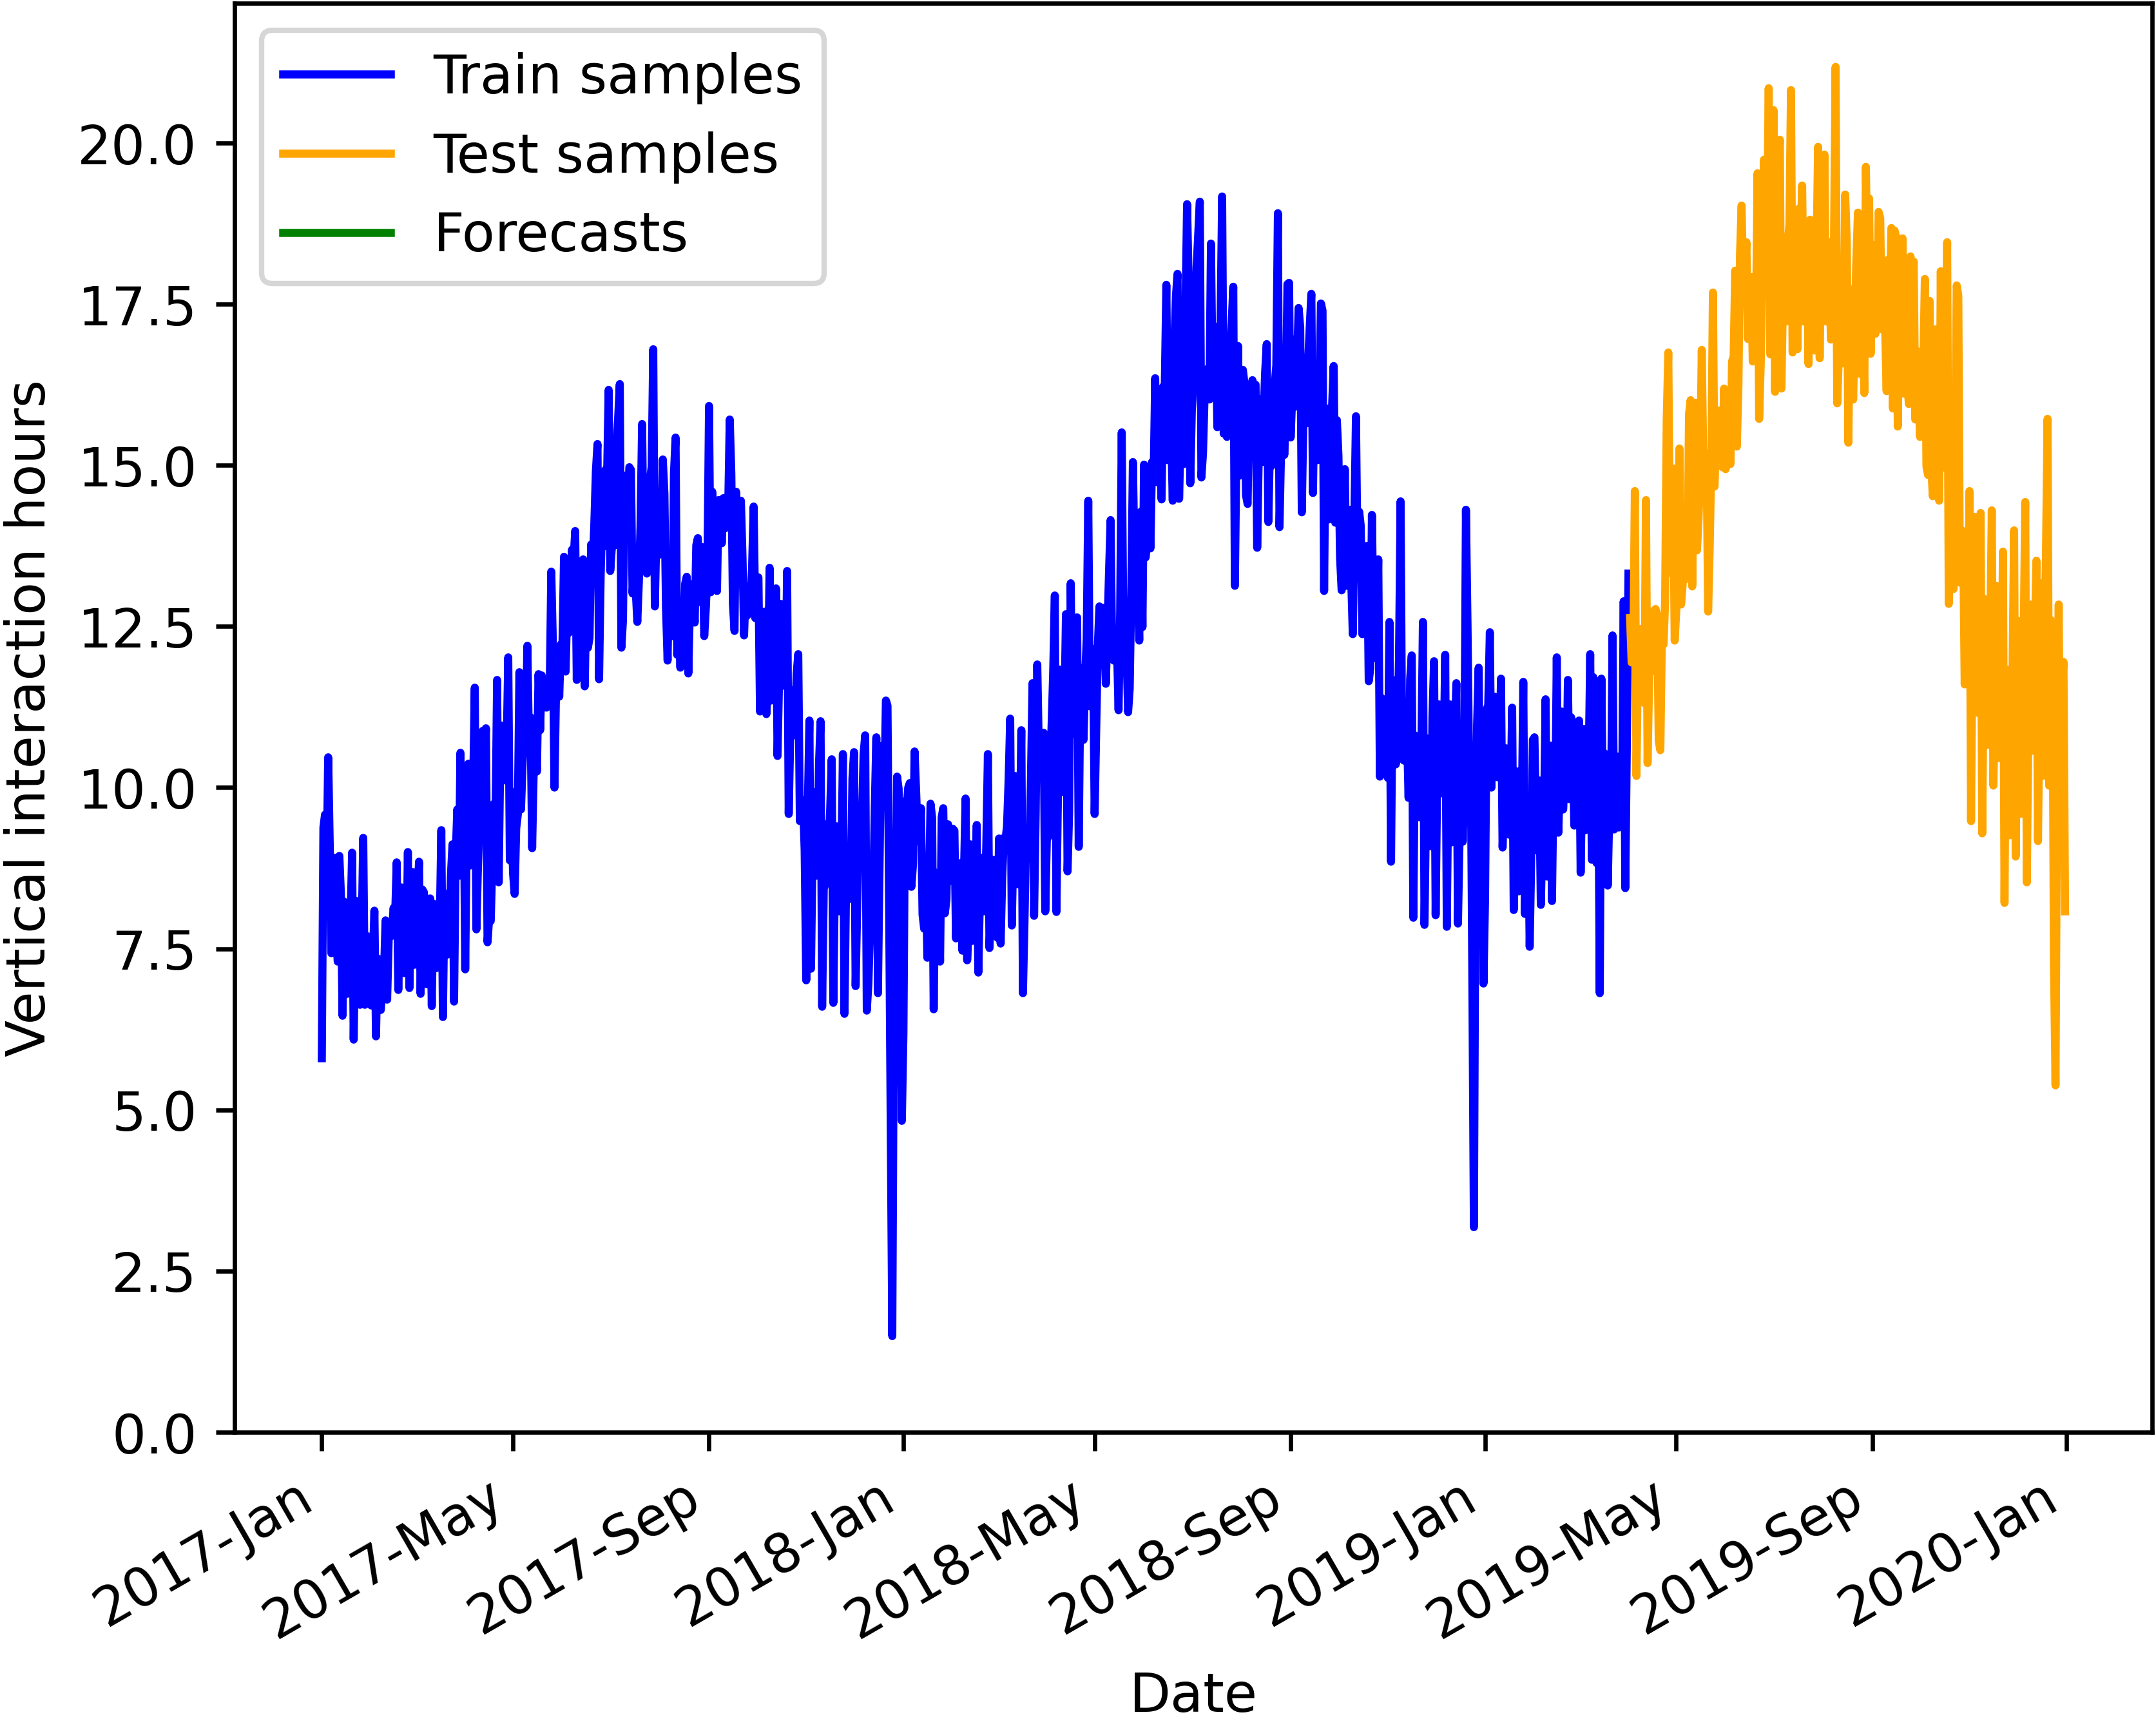 Train samples
Test samples
Forecasts
Vertical interaction hours
20.0
17.5
15.0
12.5
10.0
7.5
5.0
2.5
0.0
2017-Jan
2017-May
2017-Sep
2018-Jan
2018-May
2018-Sep
2019-Jan
2019-May
2019-Sep
2020-Jan
Date